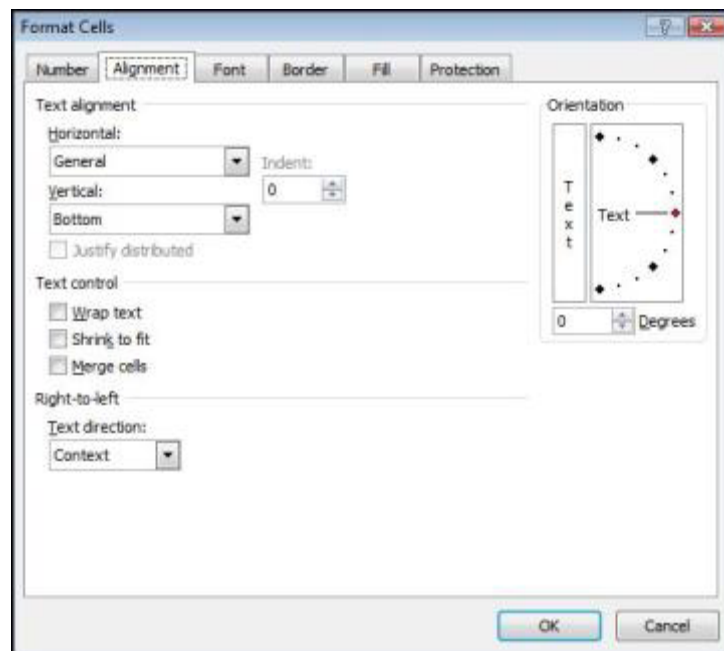 Format Cells
Number Alignment Font Border Fill Protection
Text alignment
Horizontal:
General
Indent:
0
Vertical:
Bottom
Justify distributed
Text control
Wrap text
Shrink to fit
Merge cells
Right-to-left
Text direction:
Context
Orientation
Text
Text
0 Degrees
OK Cancel